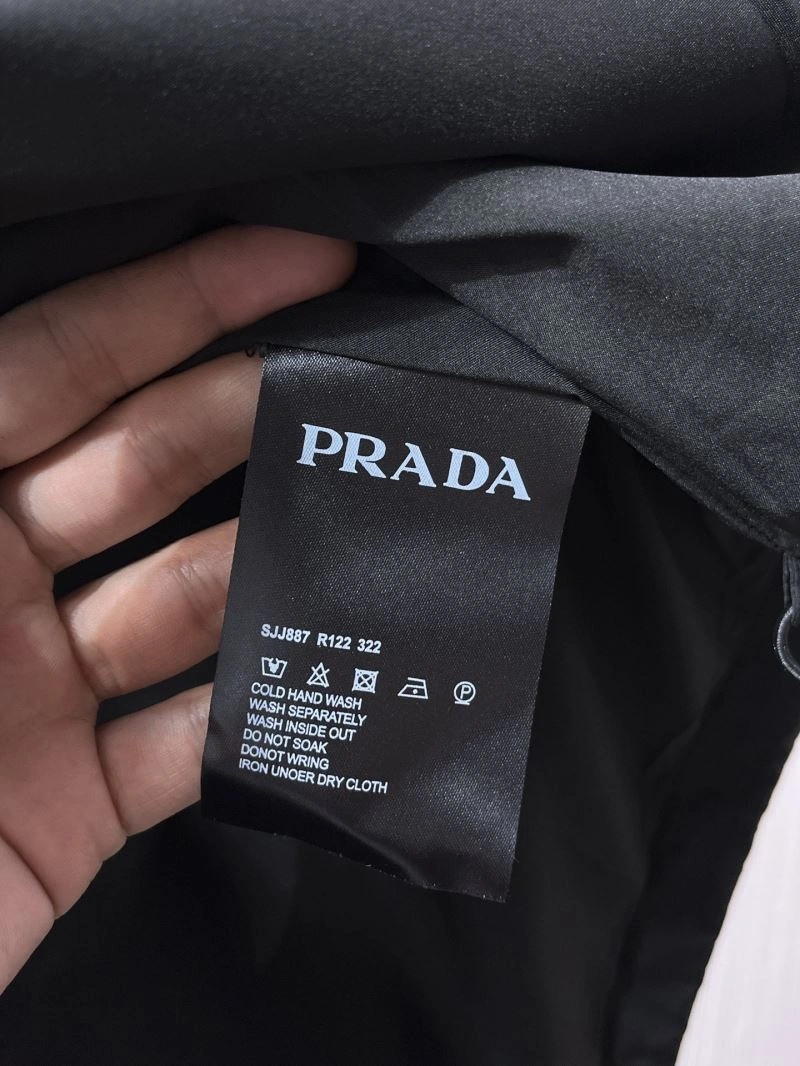 PRADA
SJJ887 R122 322
P
COLD HAND WASH
WASH SEPARATELY
WASH INSIDE OUT
DO NOT SOAK
DONOT WRING
IRON UNOER DRY CLOTH